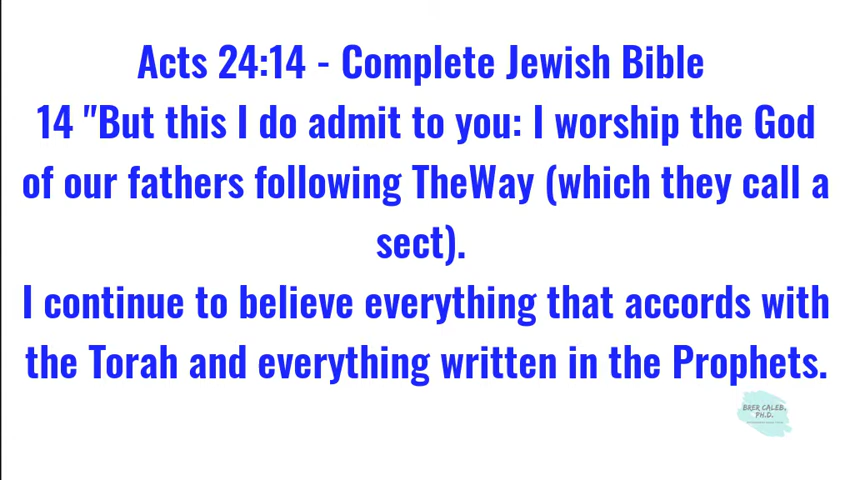 Acts 24:14 - Complete Jewish Bible
14 "But this I do admit to you: I worship the God
of our fathers following TheWay (which they call a
sect).
I continue to believe everything that accords with
the Torah and everything written in the Prophets.
BRER CALEB,
PH.D.